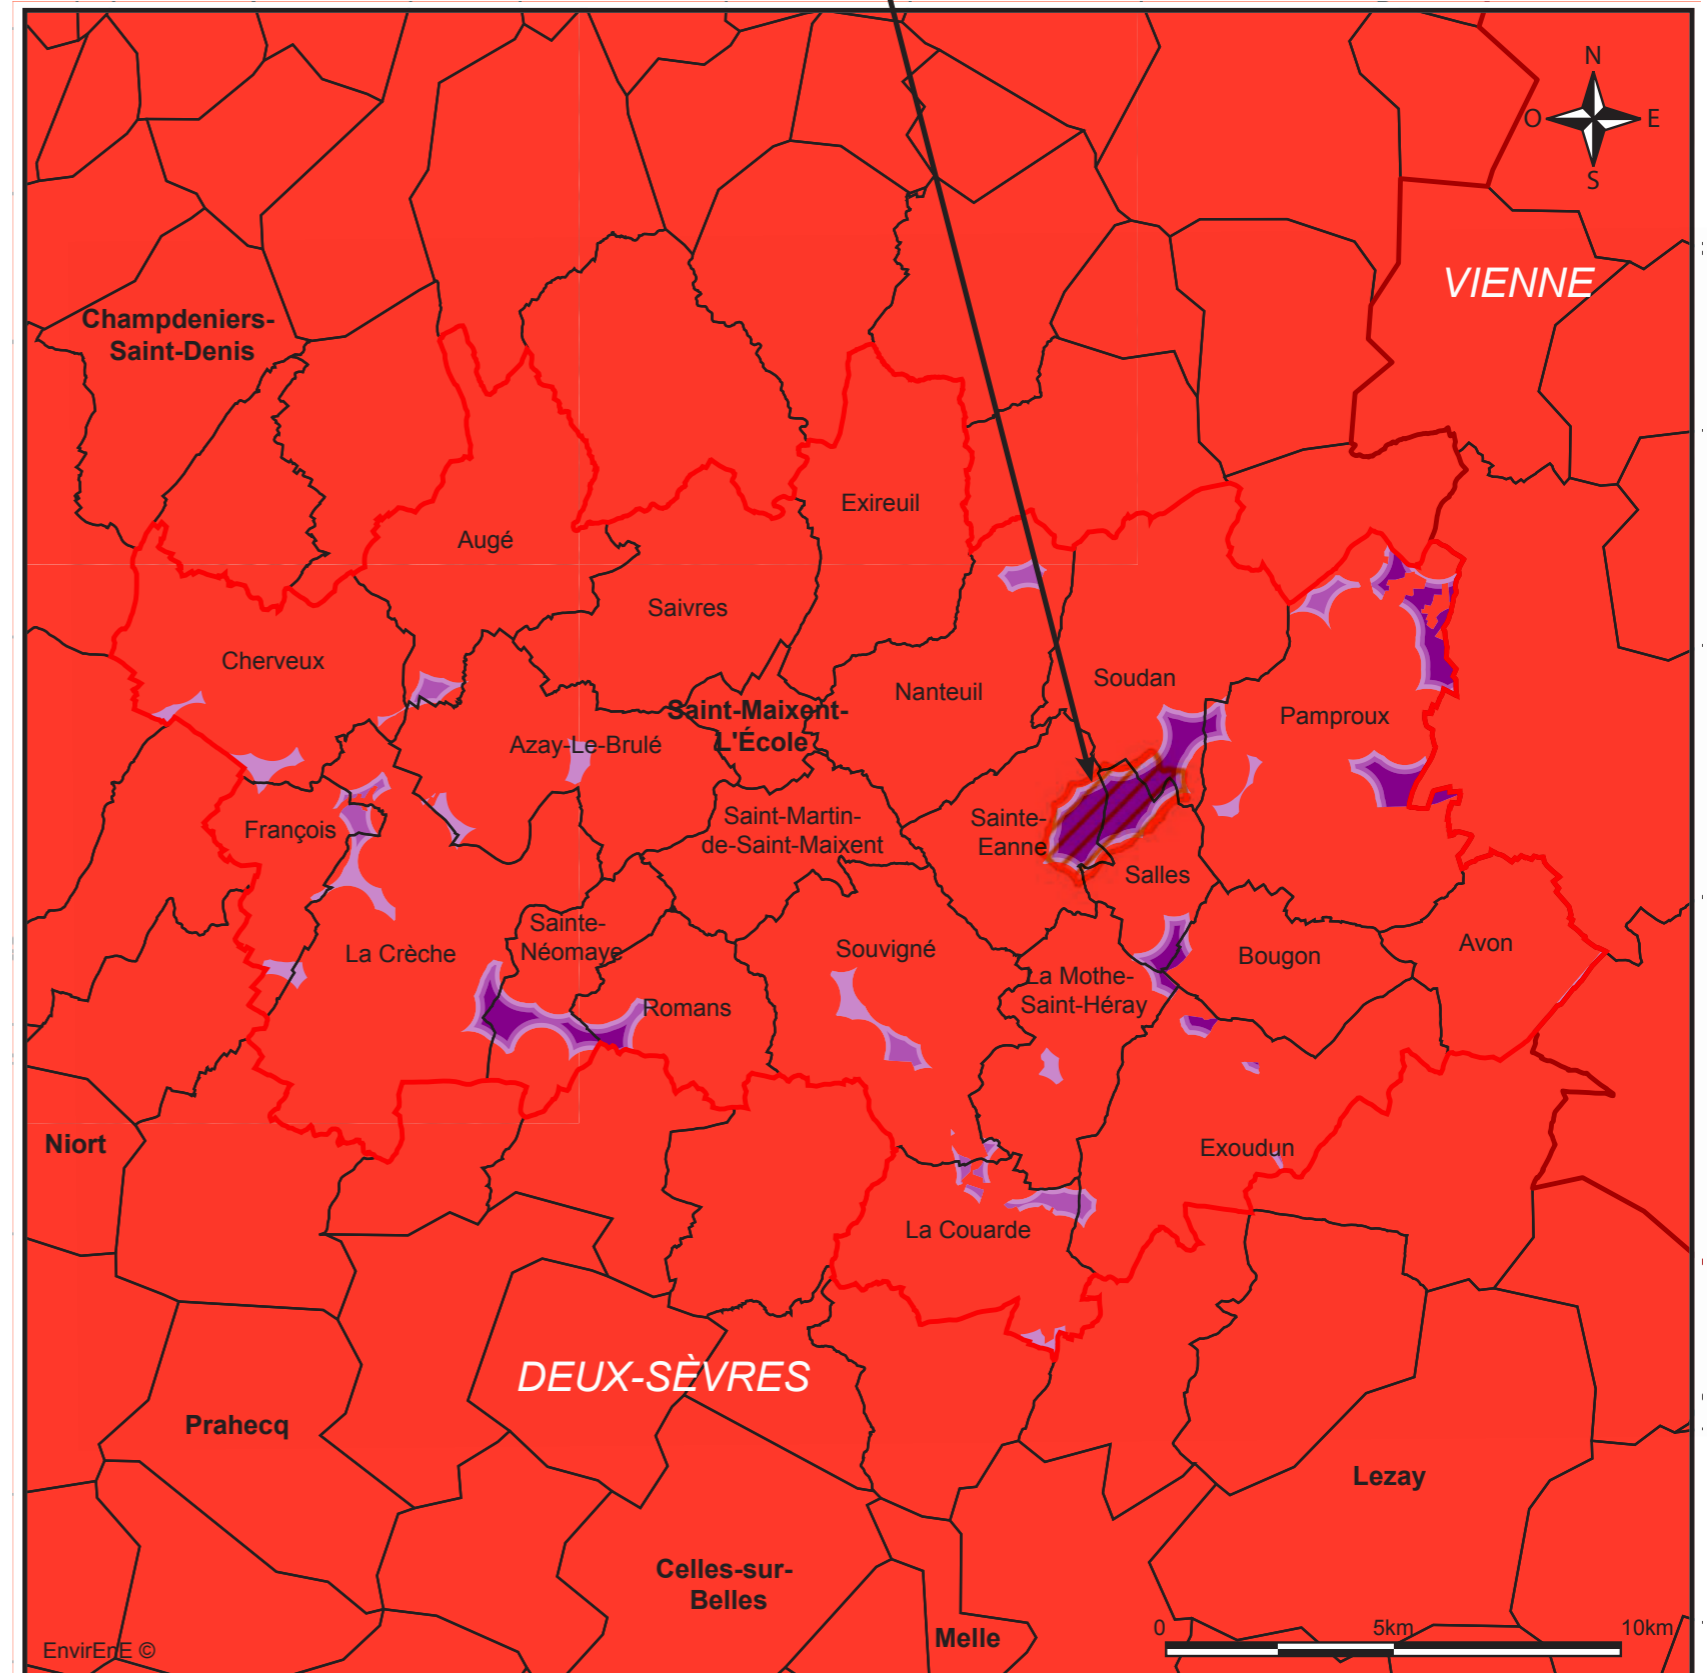 N
O E
S
VIENNE
Champdeniers-
Saint-Denis
Exireuil
Augé
Saivres
Cherveux
Soudan
Nanteuil
Saint-Maixent-
L'École
Pamproux
Azay-Le-Brulé
Saint-Martin-
de-Saint-Maixent
Sainte-
Eanne
François
Salles
Sainte-
Néomaye
La Crèche
Souvigné
Avon
Bougon
La Mothe-
Saint-Héray
Romans
Niort
Exoudun
La Couarde
DEUX-SÈVRES
Prahecq
Lezay
Celles-sur-
Belles
Melle
0 5km 10km
EnvirEnE ©